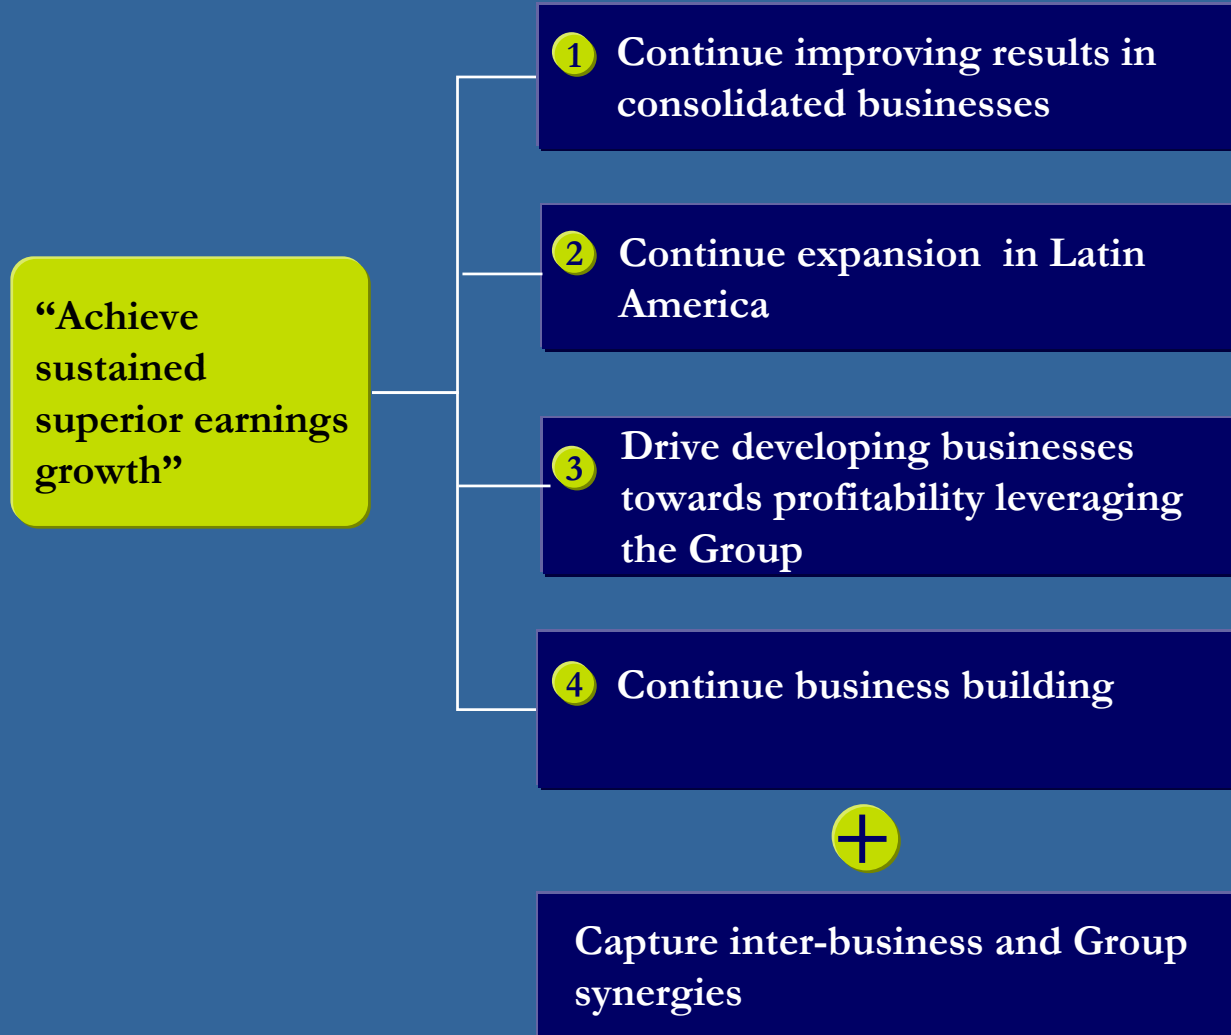 “Achieve
sustained
superior earnings
growth”
1 Continue improving results in
consolidated businesses
2 Continue expansion in Latin
America
3 Drive developing businesses
towards profitability leveraging
the Group
4 Continue business building
+
Capture inter-business and Group
synergies